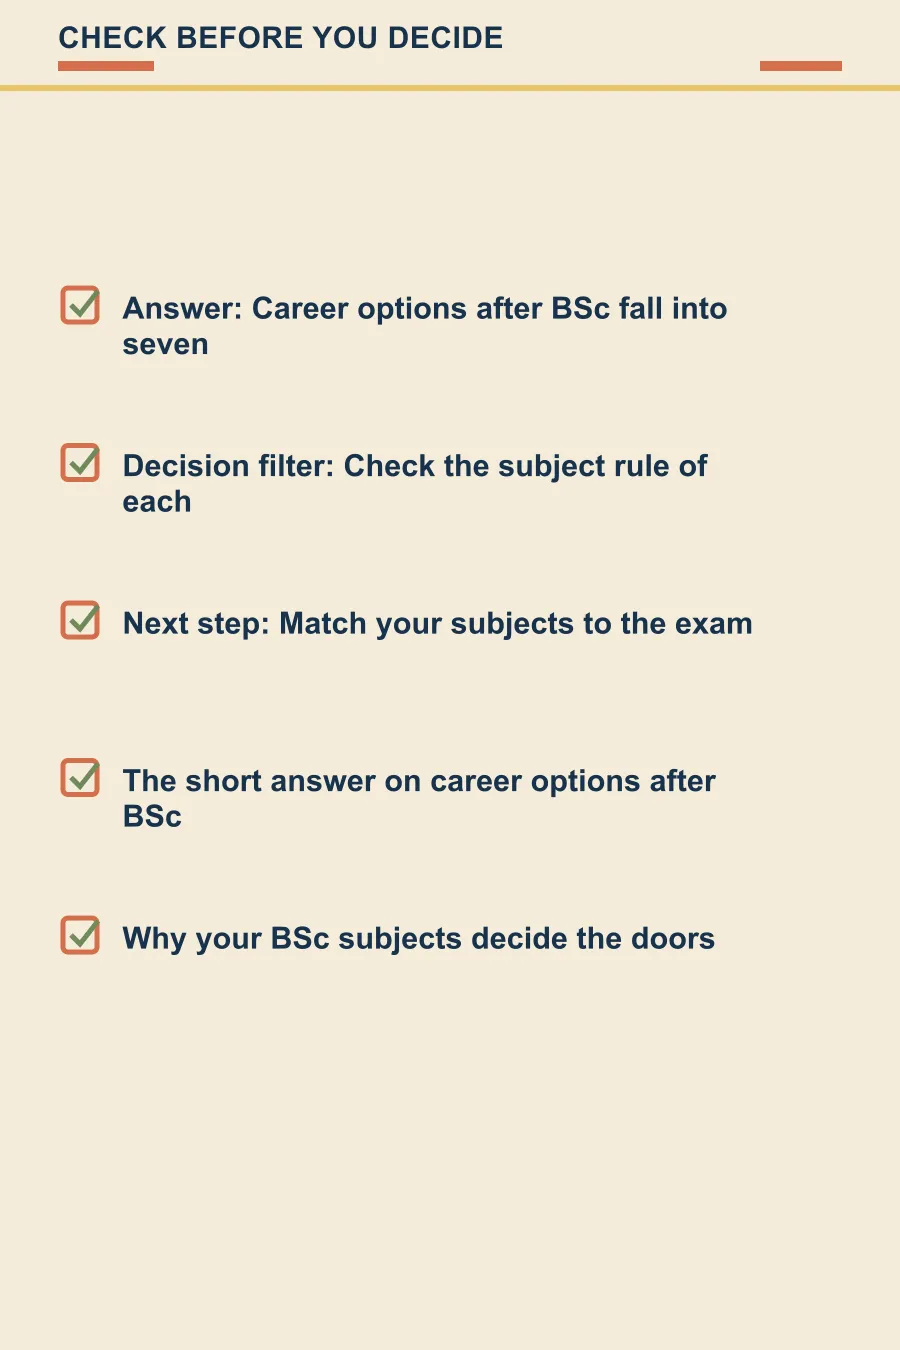 CHECK BEFORE YOU DECIDE
Answer: Career options after BSc fall into
seven
Decision filter: Check the subject rule of
each
Next step: Match your subjects to the exam
The short answer on career options after
BSc
Why your BSc subjects decide the doors